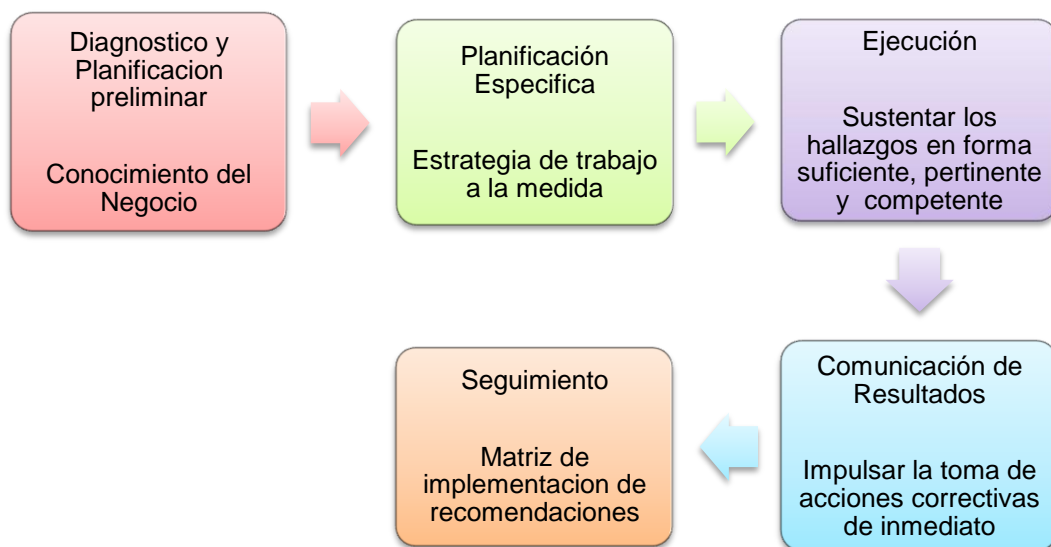 Diagnostico y
Planificacion
preliminar
Conocimiento del
Negocio
Planificación
Especifica
Estrategia de trabajo
a la medida
Ejecución
Sustentar los
hallazgos en forma
suficiente, pertinente
y competente
Comunicación de
Resultados
Impulsar la toma de
acciones correctivas
de inmediato
Seguimiento
Matriz de
implementacion de
recomendaciones